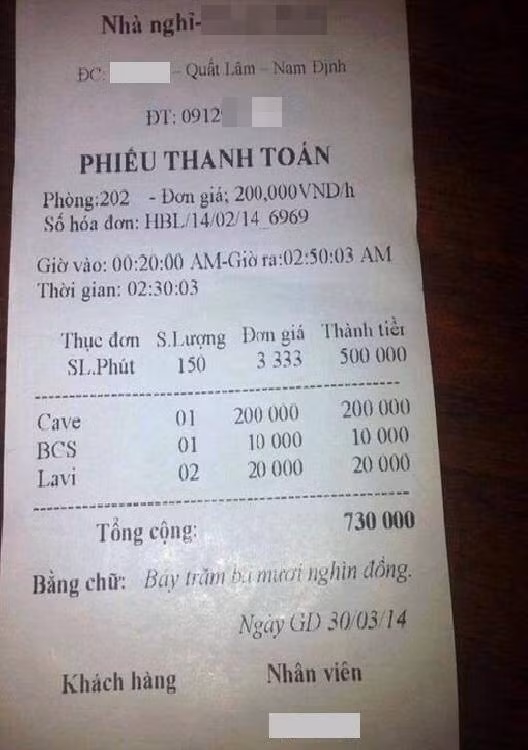 Nhà nghỉ-
ĐC: – Quất Lâm – Nam Định
ĐT: 0912
PHIẾU THANH TOÁN
Phòng:202 - Đơn giá; 200,000VND/h
Số hóa đơn: HBL/14/02/14_6969
Giờ vào: 00:20:00 AM-Giờ ra:02:50:03 AM
Thời gian: 02:30:03
Thực đơn S.Lượng Đơn giá Thành tiền
SL.Phút 150 3 333 500 000
Cave 01 200 000 200 000
BCS 01 10 000 10 000
Lavi 02 20 000 20 000
Tổng cộng: 730 000
Bằng chữ: Bảy trăm ba mươi nghìn đồng.
Ngày GD 30/03/14
Khách hàng Nhân viên